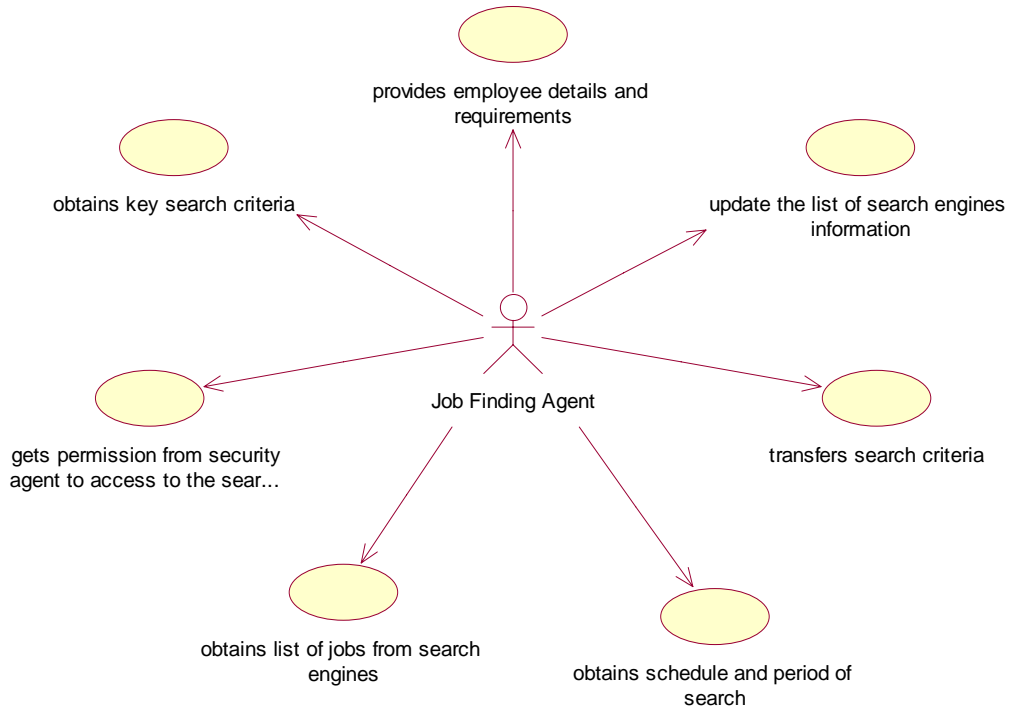 provides employee details and
requirements
obtains key search criteria
update the list of search engines
information
Job Finding Agent
gets permission from security
agent to access to the sear...
transfers search criteria
obtains list of jobs from search
engines
obtains schedule and period of
search